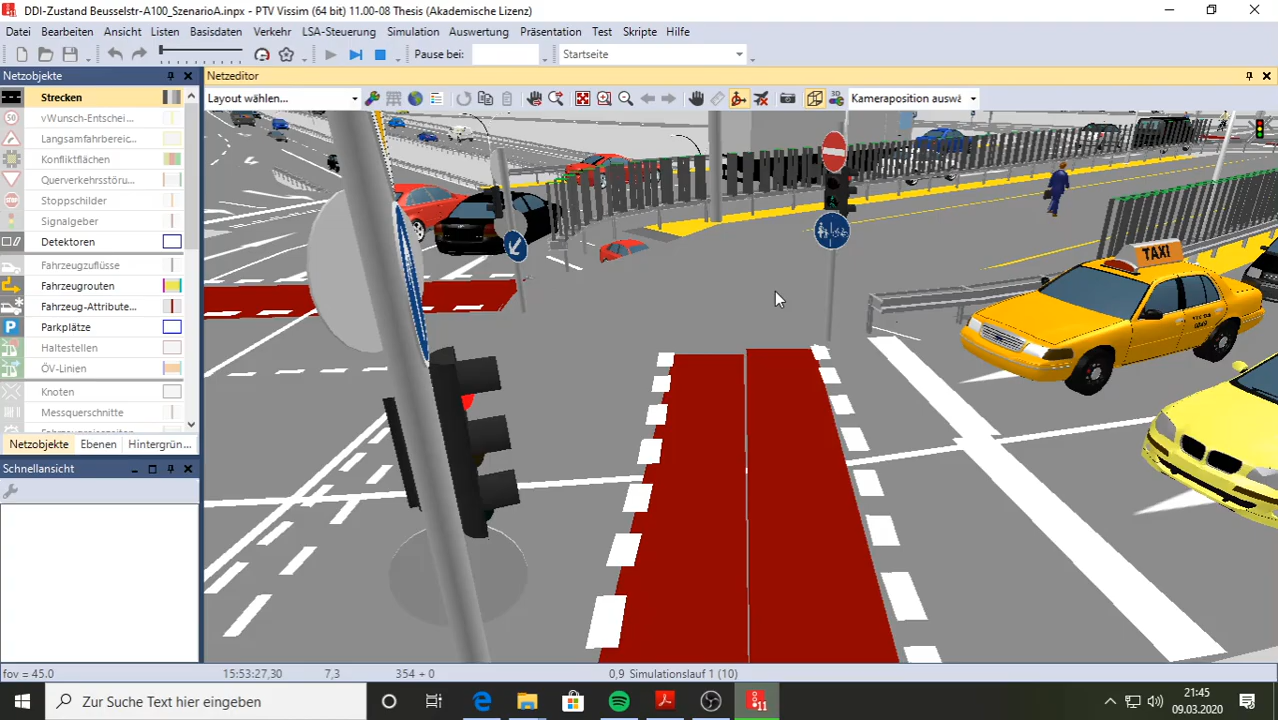 DDI-Zustand Beusselstr-A100_SzenarioA.inpx - PTV Vissim (64 bit) 11.00-08 Thesis (Akademische Lizenz)
Datei Bearbeiten Ansicht Listen Basisdaten Verkehr LSA-Steuerung Simulation Auswertung Präsentation Test Skripte Hilfe
Pause bei: Startseite
Netzobjekte Netzeditor
Layout wählen... Kameraposition auswä
Strecken
50 vWunsch-Entschei...
Langsamfahrbereic...
Konfliktflächen
Querverkehrsstöru...
Stoppschilder
Signalgeber
Detektoren
Fahrzeugzuflüsse
Fahrzeugrouten
Fahrzeug-Attribute...
P Parkplätze
Haltestellen
ÖV-Linien
Knoten
Messquerschnitte
Netzobjekte Ebenen Hintergrün...
Schnellansicht
TAXI
fov = 45.0 15:53:27,30 7,3 354 + 0 0,9 Simulationslauf 1 (10)
Zur Suche Text hier eingeben
11
21:45
09.03.2020